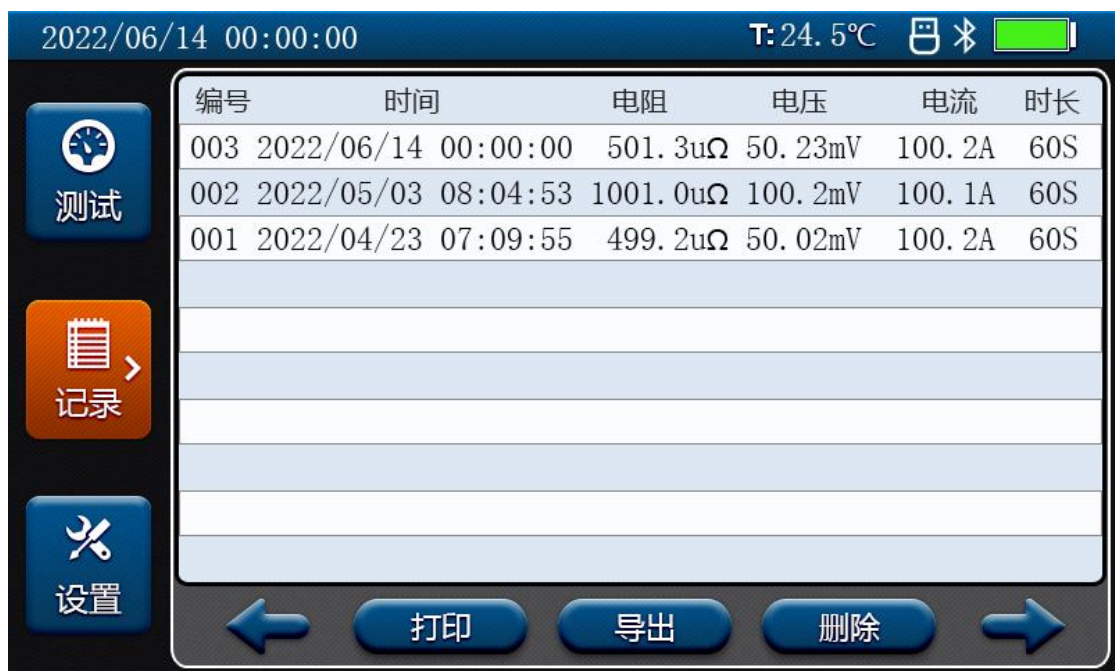 2022/06/14 00:00:00 T:24.5℃
编号 时间 电阻 电压 电流 时长
003 2022/06/14 00:00:00 501.3uΩ 50.23mV 100.2A 60S
002 2022/05/03 08:04:53 1001.0uΩ 100.2mV 100.1A 60S
001 2022/04/23 07:09:55 499.2uΩ 50.02mV 100.2A 60S
测试
记录
设置
打印 导出 删除